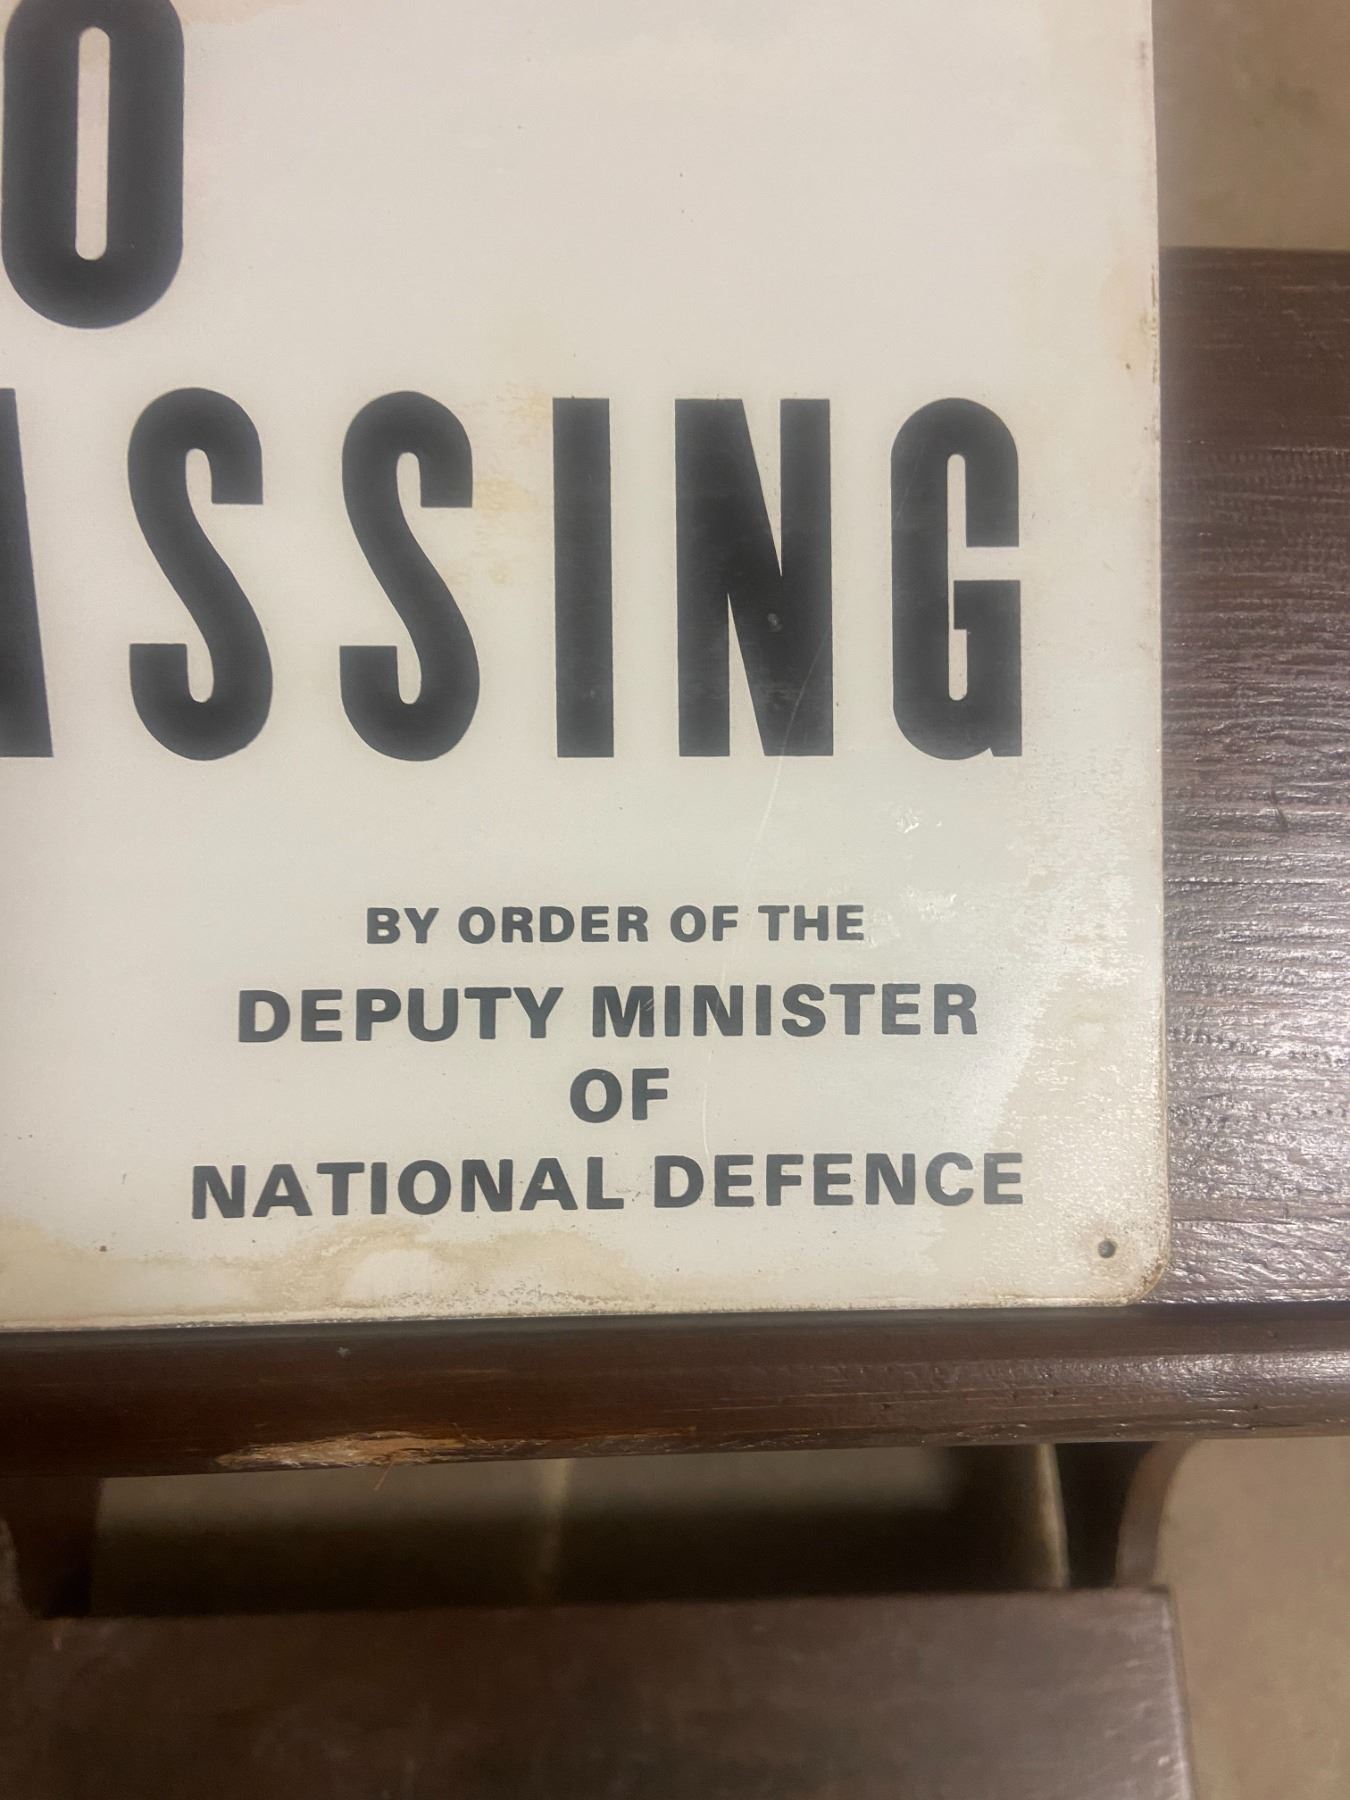 O
ASSING
BY ORDER OF THE
DEPUTY MINISTER
OF
NATIONAL DEFENCE